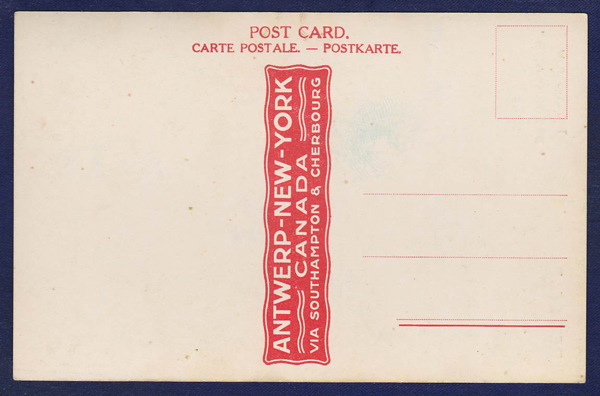 POST CARD.
CARTE POSTALE. — POSTKARTE.
ANTWERP-NEW-YORK
CANADA
VIA SOUTHAMPTON & CHERBOURG